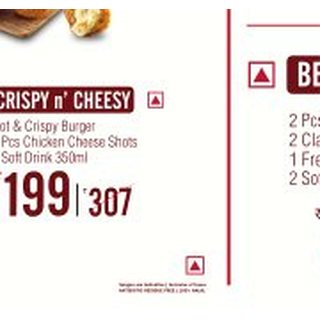 CRISPY n' CHEESY
ot & Crispy Burger
Pcs Chicken Cheese Shots
Soft Drink 350ml
199 | ₹307
BE
2 Pcs
2 Cla
1 Fre
2 Sof